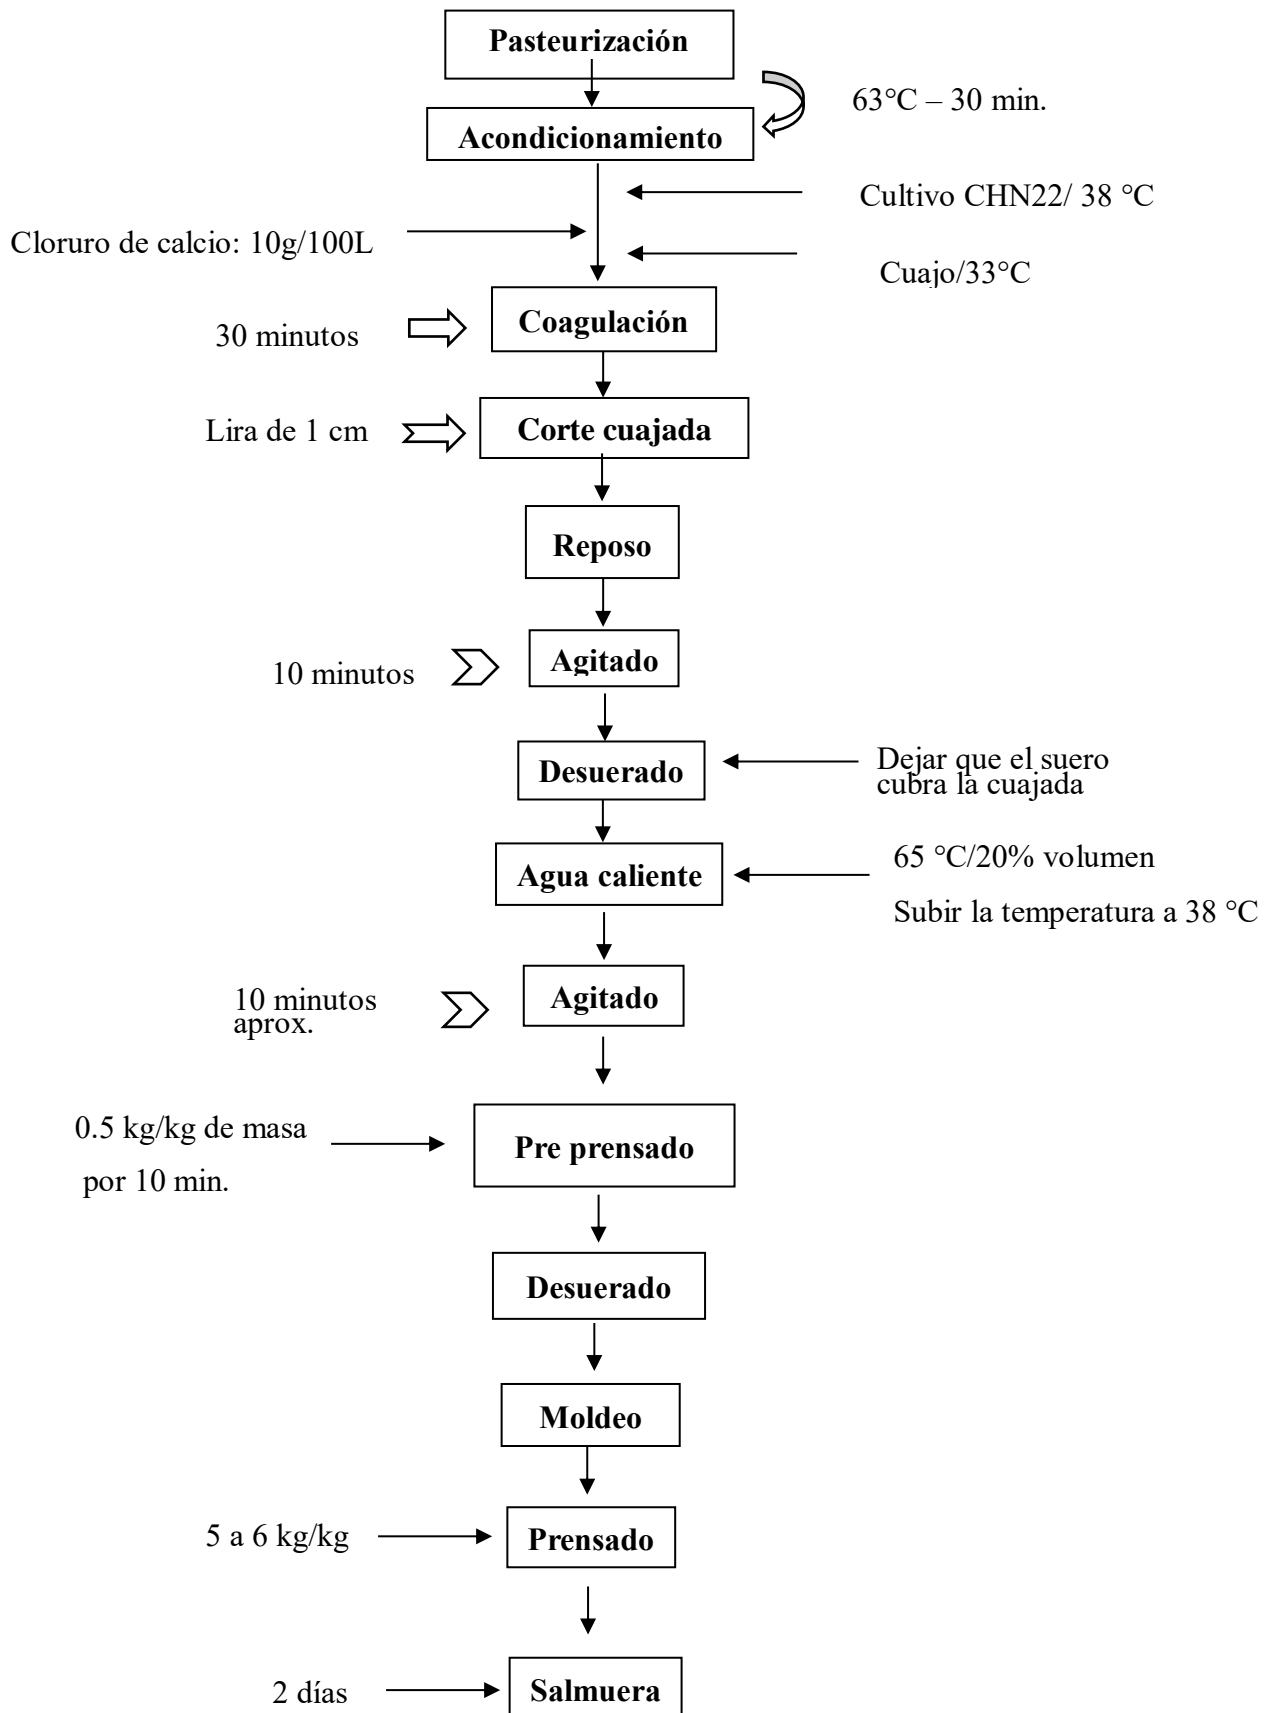 Pasteurización
63°C – 30 min.
Acondicionamiento
Cultivo CHN22/ 38 °C
Cloruro de calcio: 10g/100L
Cuajo/33°C
Coagulación
30 minutos
Lira de 1 cm
Corte cuajada
Reposo
Agitado
10 minutos
Desuerado
Dejar que el suero
cubra la cuajada
65 °C/20% volumen
Agua caliente
Subir la temperatura a 38 °C
10 minutos
aprox.
Agitado
0.5 kg/kg de masa
por 10 min.
Pre prensado
Desuerado
Moldeo
5 a 6 kg/kg
Prensado
2 días
Salmuera